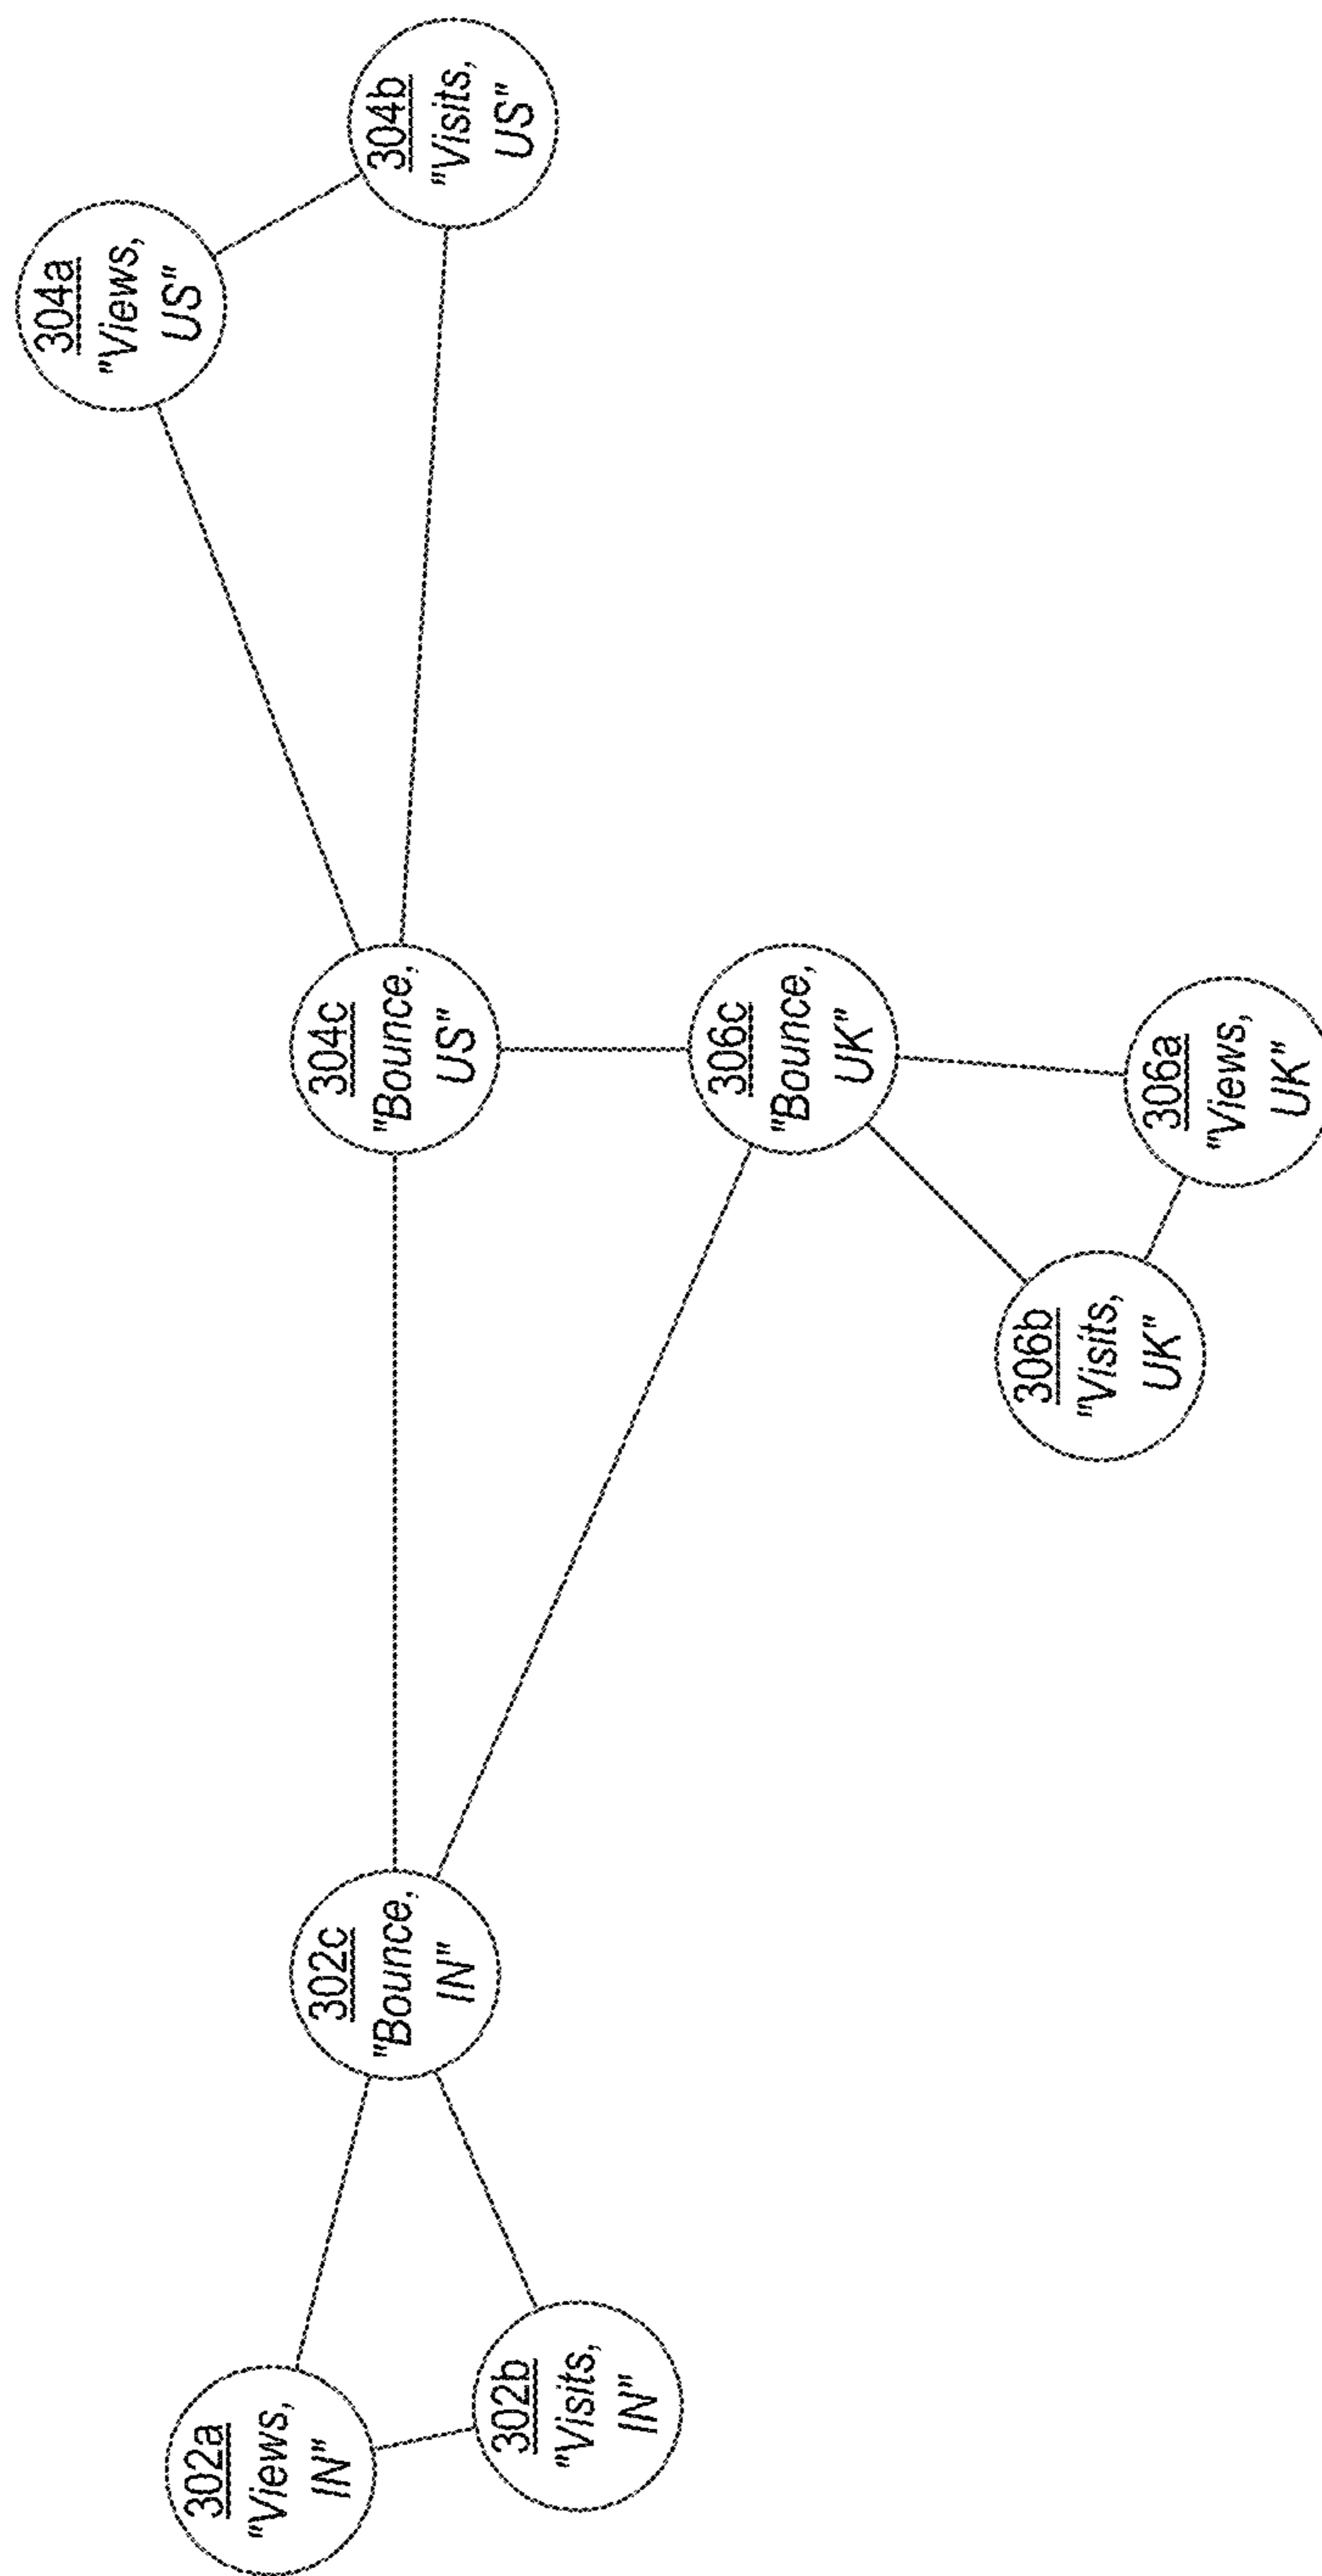 302a
"Views,
IN"
302b
"Visits,
IN"
302c
"Bounce,
IN"
304c
"Bounce,
US"
304a
"Views,
US"
304b
"Visits,
US"
306c
"Bounce,
UK"
306b
"Visits,
UK"
306a
"Views,
UK"